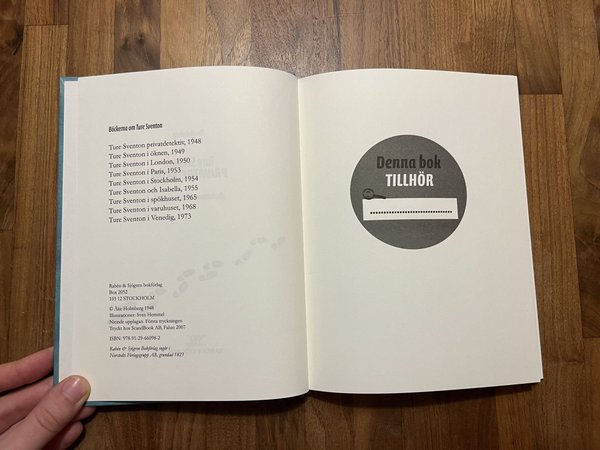 Böckerna om Ture Sventon
Ture Sventon privatdetektiv, 1948
Ture Sventon i öknen, 1949
Ture Sventon i London, 1950
Ture Sventon i Paris, 1953
Ture Sventon i Stockholm, 1954
Ture Sventon och Isabella, 1955
Ture Sventon i spökhuset, 1965
Ture Sventon i varuhuset, 1968
Ture Sventon i Venedig, 1973
Rabén & Sjögren bokförlag
Box 2052
103 12 STOCKHOLM
© Åke Holmberg 1948
Illustrationer: Sven Hemmel
Nionde upplagan. Första tryckningen
Tryckt hos ScandBook AB, Falun 2007
ISBN: 978-91-29-66098-2
Rabén & Sjögren Bokförlag ingår i
Norstedts Förlagsgrupp AB, grundad 1823
Denna bok
TILLHÖR